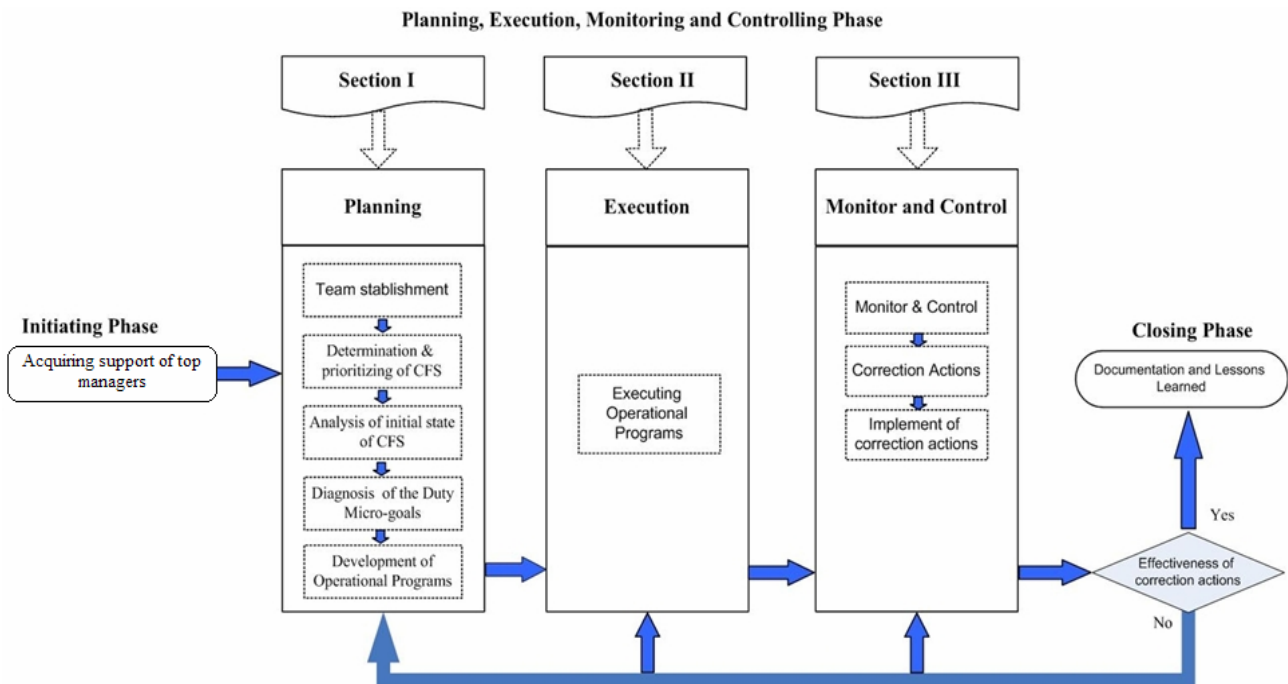 Planning, Execution, Monitoring and Controlling Phase
Section I
Section II
Section III
Planning
Execution
Monitor and Control
Initiating Phase
Acquiring support of top
managers
Team stablishment
Determination &
prioritizing of CFS
Analysis of initial state
of CFS
Diagnosis of the Duty
Micro-goals
Development of
Operational Programs
Executing
Operational
Programs
Monitor & Control
Correction Actions
Implement of
correction actions
Closing Phase
Documentation and Lessons
Learned
Yes
Effectiveness of
correction actions
No